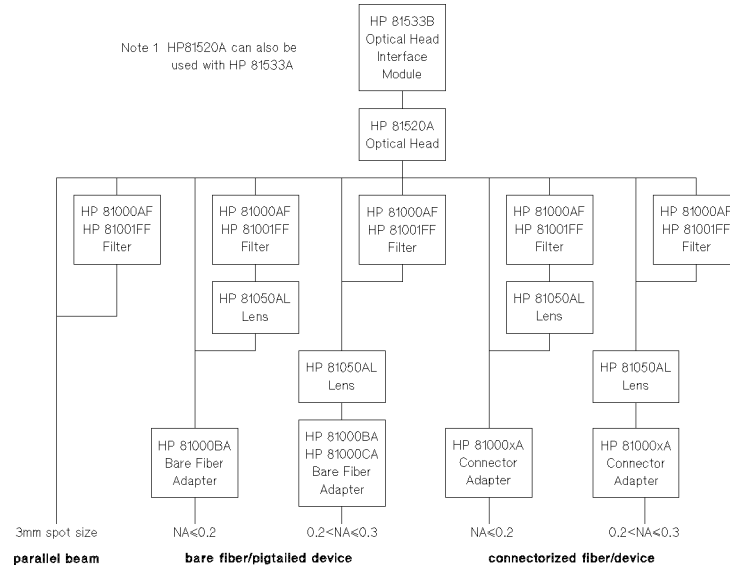 HP 81533B
Optical Head
Interface
Module
Note 1 HP81520A can also be
used with HP 81533A
HP 81520A
Optical Head
HP 81000AF
HP 81001FF
Filter
HP 81000AF
HP 81001FF
Filter
HP 81000AF
HP 81001FF
Filter
HP 81000AF
HP 81001FF
Filter
HP 81000AF
HP 81001FF
Filter
HP 81050AL
Lens
HP 81050AL
Lens
HP 81050AL
Lens
HP 81050AL
Lens
HP 81000BA
Bare Fiber
Adapter
HP 81000BA
HP 81000CA
Bare Fiber
Adapter
HP 81000xA
Connector
Adapter
HP 81000xA
Connector
Adapter
3mm spot size
NA≤0.2
0.2<NA≤0.3
NA≤0.2
0.2<NA≤0.3
parallel beam
bare fiber/pigtailed device
connectorized fiber/device